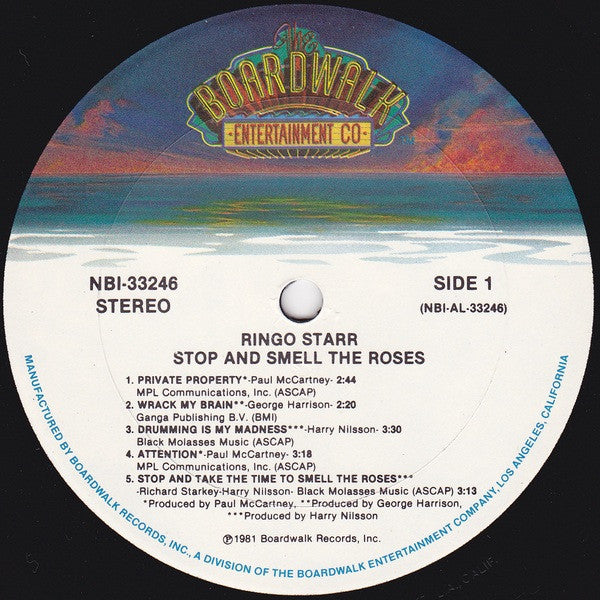 The
BOARDWALK
·ENTERTAINMENT CO·
NBI-33246
STEREO
SIDE 1
(NBI-AL-33246)
RINGO STARR
STOP AND SMELL THE ROSES
1. PRIVATE PROPERTY*-Paul McCartney- 2:44
MPL Communications, Inc. (ASCAP)
2. WRACK MY BRAIN**-George Harrison- 2:20
Ganga Publishing B.V. (BMI)
3. DRUMMING IS MY MADNESS***-Harry Nilsson- 3:30
Black Molasses Music (ASCAP)
4. ATTENTION*-Paul McCartney- 3:18
MPL Communications, Inc. (ASCAP)
5. STOP AND TAKE THE TIME TO SMELL THE ROSES***
-Richard Starkey-Harry Nilsson- Black Molasses Music (ASCAP) 3:13
*Produced by Paul McCartney, **Produced by George Harrison,
***Produced by Harry Nilsson
℗1981 Boardwalk Records, Inc.
MANUFACTURED BY BOARDWALK RECORDS, INC., A DIVISION OF THE BOARDWALK ENTERTAINMENT COMPANY, LOS ANGELES, CALIFORNIA